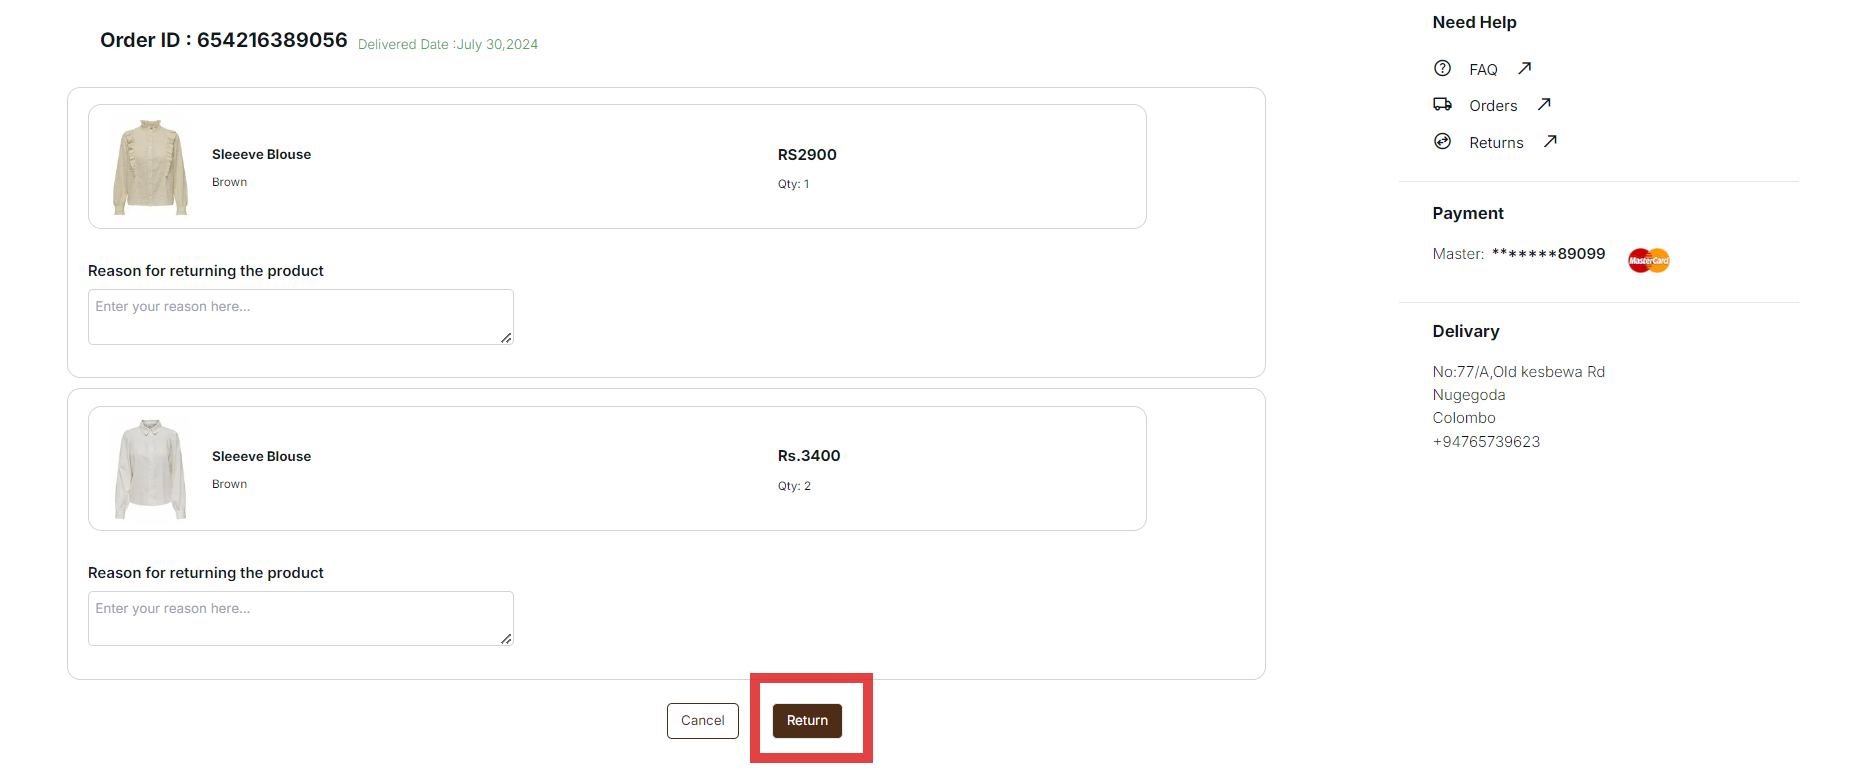 Order ID : 654216389056 Delivered Date :July 30,2024
Sleeeve Blouse
Brown
RS2900
Qty: 1
Reason for returning the product
Enter your reason here...
Sleeeve Blouse
Brown
Rs.3400
Qty: 2
Reason for returning the product
Enter your reason here...
Cancel
Return
Need Help
FAQ
Orders
Returns
Payment
Master: *******89099
MasterCard
Delivary
No:77/A,Old kesbewa Rd
Nugegoda
Colombo
+94765739623